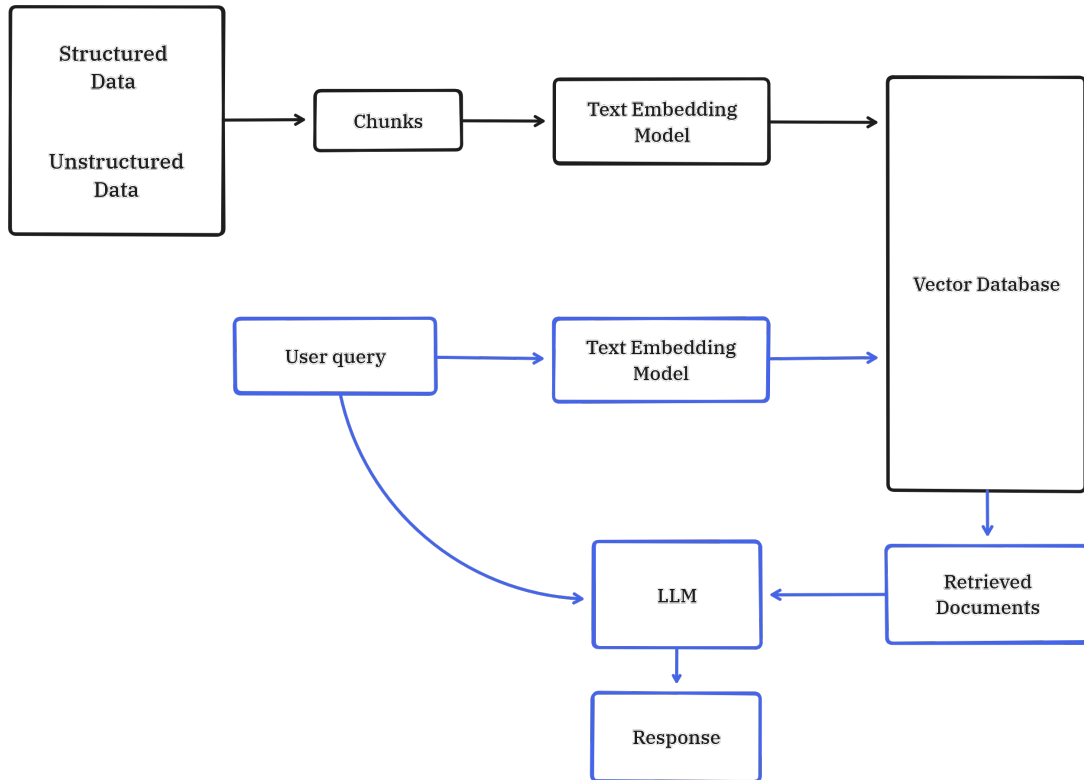 Structured
Data
Unstructured
Data
Chunks
Text Embedding
Model
Vector Database
User query
Text Embedding
Model
LLM
Retrieved
Documents
Response